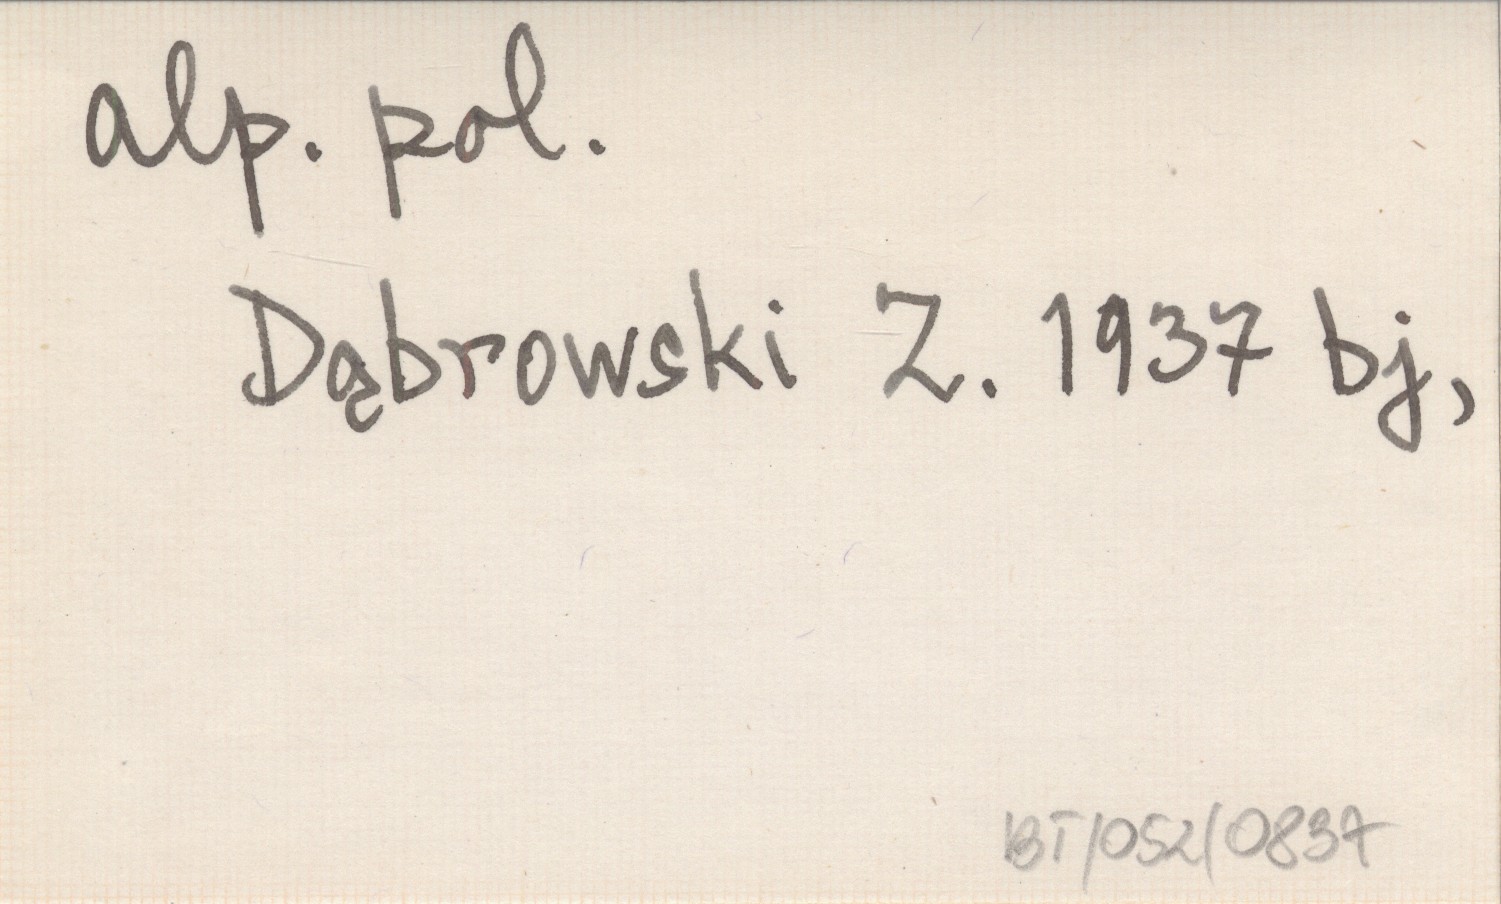 alp. pol.
Dąbrowski Z. 1937 bj,
BT/052/0837